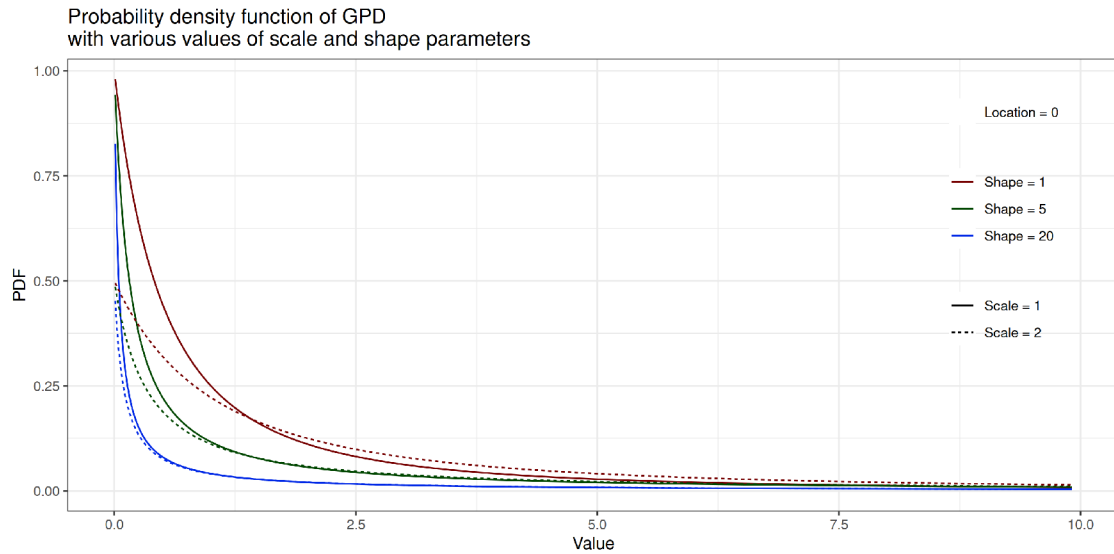 Probability density function of GPD
with various values of scale and shape parameters
1.00
0.75
0.50
0.25
0.00
PDF
Location = 0
Shape = 1
Shape = 5
Shape = 20
Scale = 1
Scale = 2
0.0
2.5
5.0
7.5
10.0
Value